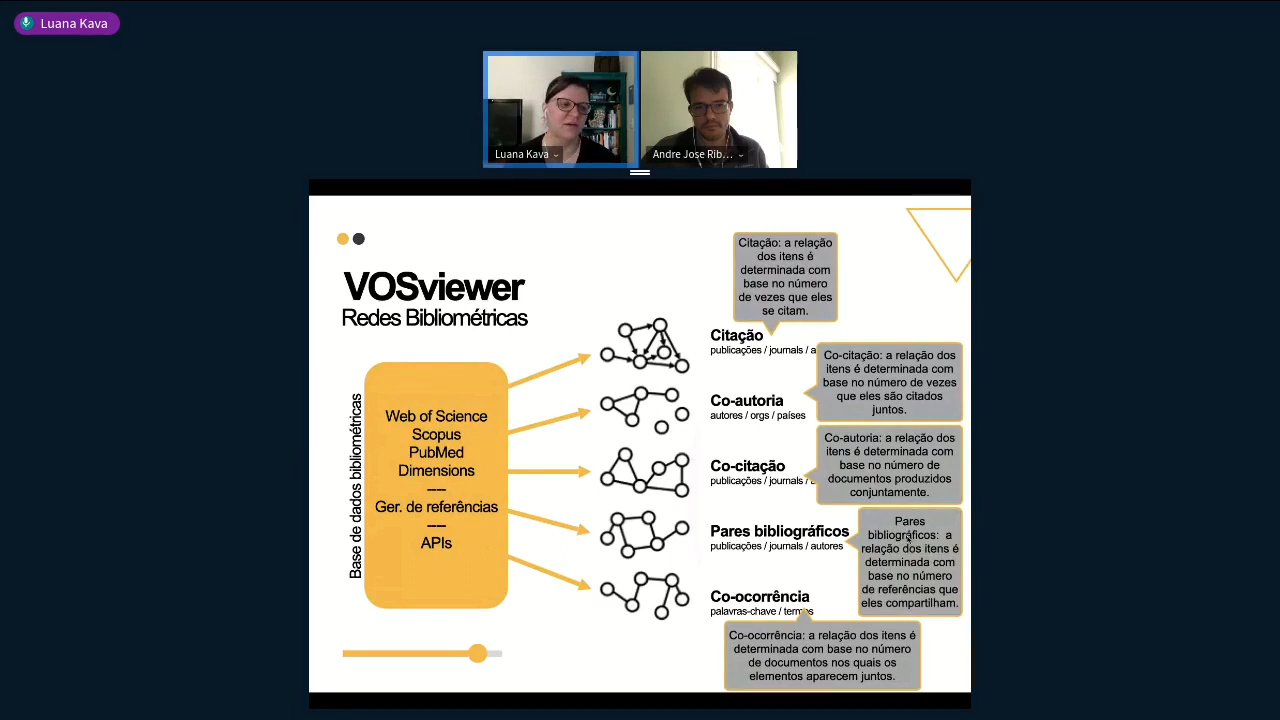 Luana Kava
Luana Kava
Andre Jose Rib...
VOSviewer
Redes Bibliométricas
Base de dados bibliométricas
Web of Science
Scopus
PubMed
Dimensions
----
Ger. de referências
----
APIs
Citação: a relação
dos itens é
determinada com
base no número
de vezes que eles
se citam.
Citação
publicações / journals / a
Co-citação: a relação dos
itens é determinada com
base no número de vezes
que eles são citados
juntos.
Co-autoria
autores / orgs / países
Co-autoria: a relação dos
itens é determinada com
base no número de
documentos produzidos
conjuntamente.
Co-citação
publicações / journals /
Pares bibliográficos
publicações / journals / autores
Pares
bibliográficos: a
relação dos itens é
determinada com
base no número
de referências que
eles compartilham.
Co-ocorrência
palavras-chave / termos
Co-ocorrência: a relação dos itens é
determinada com base no número
de documentos nos quais os
elementos aparecem juntos.